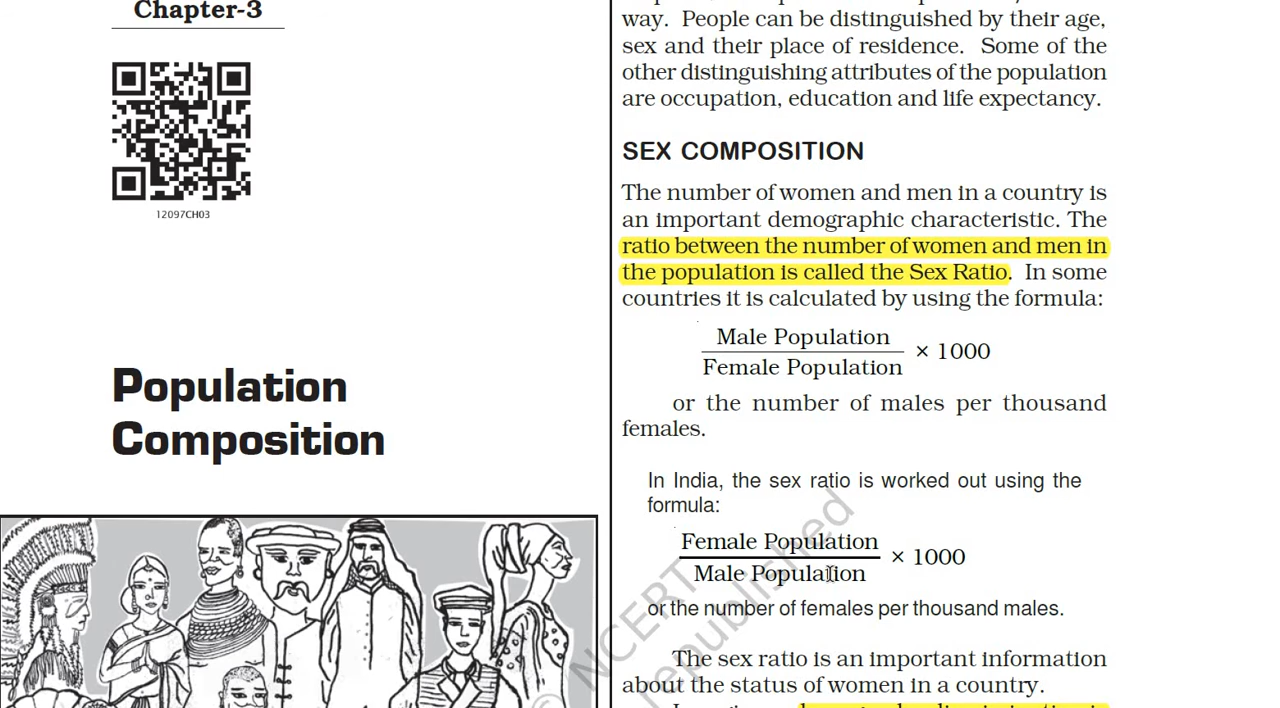 Chapter-3
12097CH03
Population
Composition
way. People can be distinguished by their age,
sex and their place of residence. Some of the
other distinguishing attributes of the population
are occupation, education and life expectancy.
SEX COMPOSITION
The number of women and men in a country is
an important demographic characteristic. The
ratio between the number of women and men in
the population is called the Sex Ratio. In some
countries it is calculated by using the formula:
Male Population
Female Population × 1000
or the number of males per thousand
females.
In India, the sex ratio is worked out using the
formula:
Female Population
Male Population × 1000
or the number of females per thousand males.
The sex ratio is an important information
about the status of women in a country.
© NCERT
republished